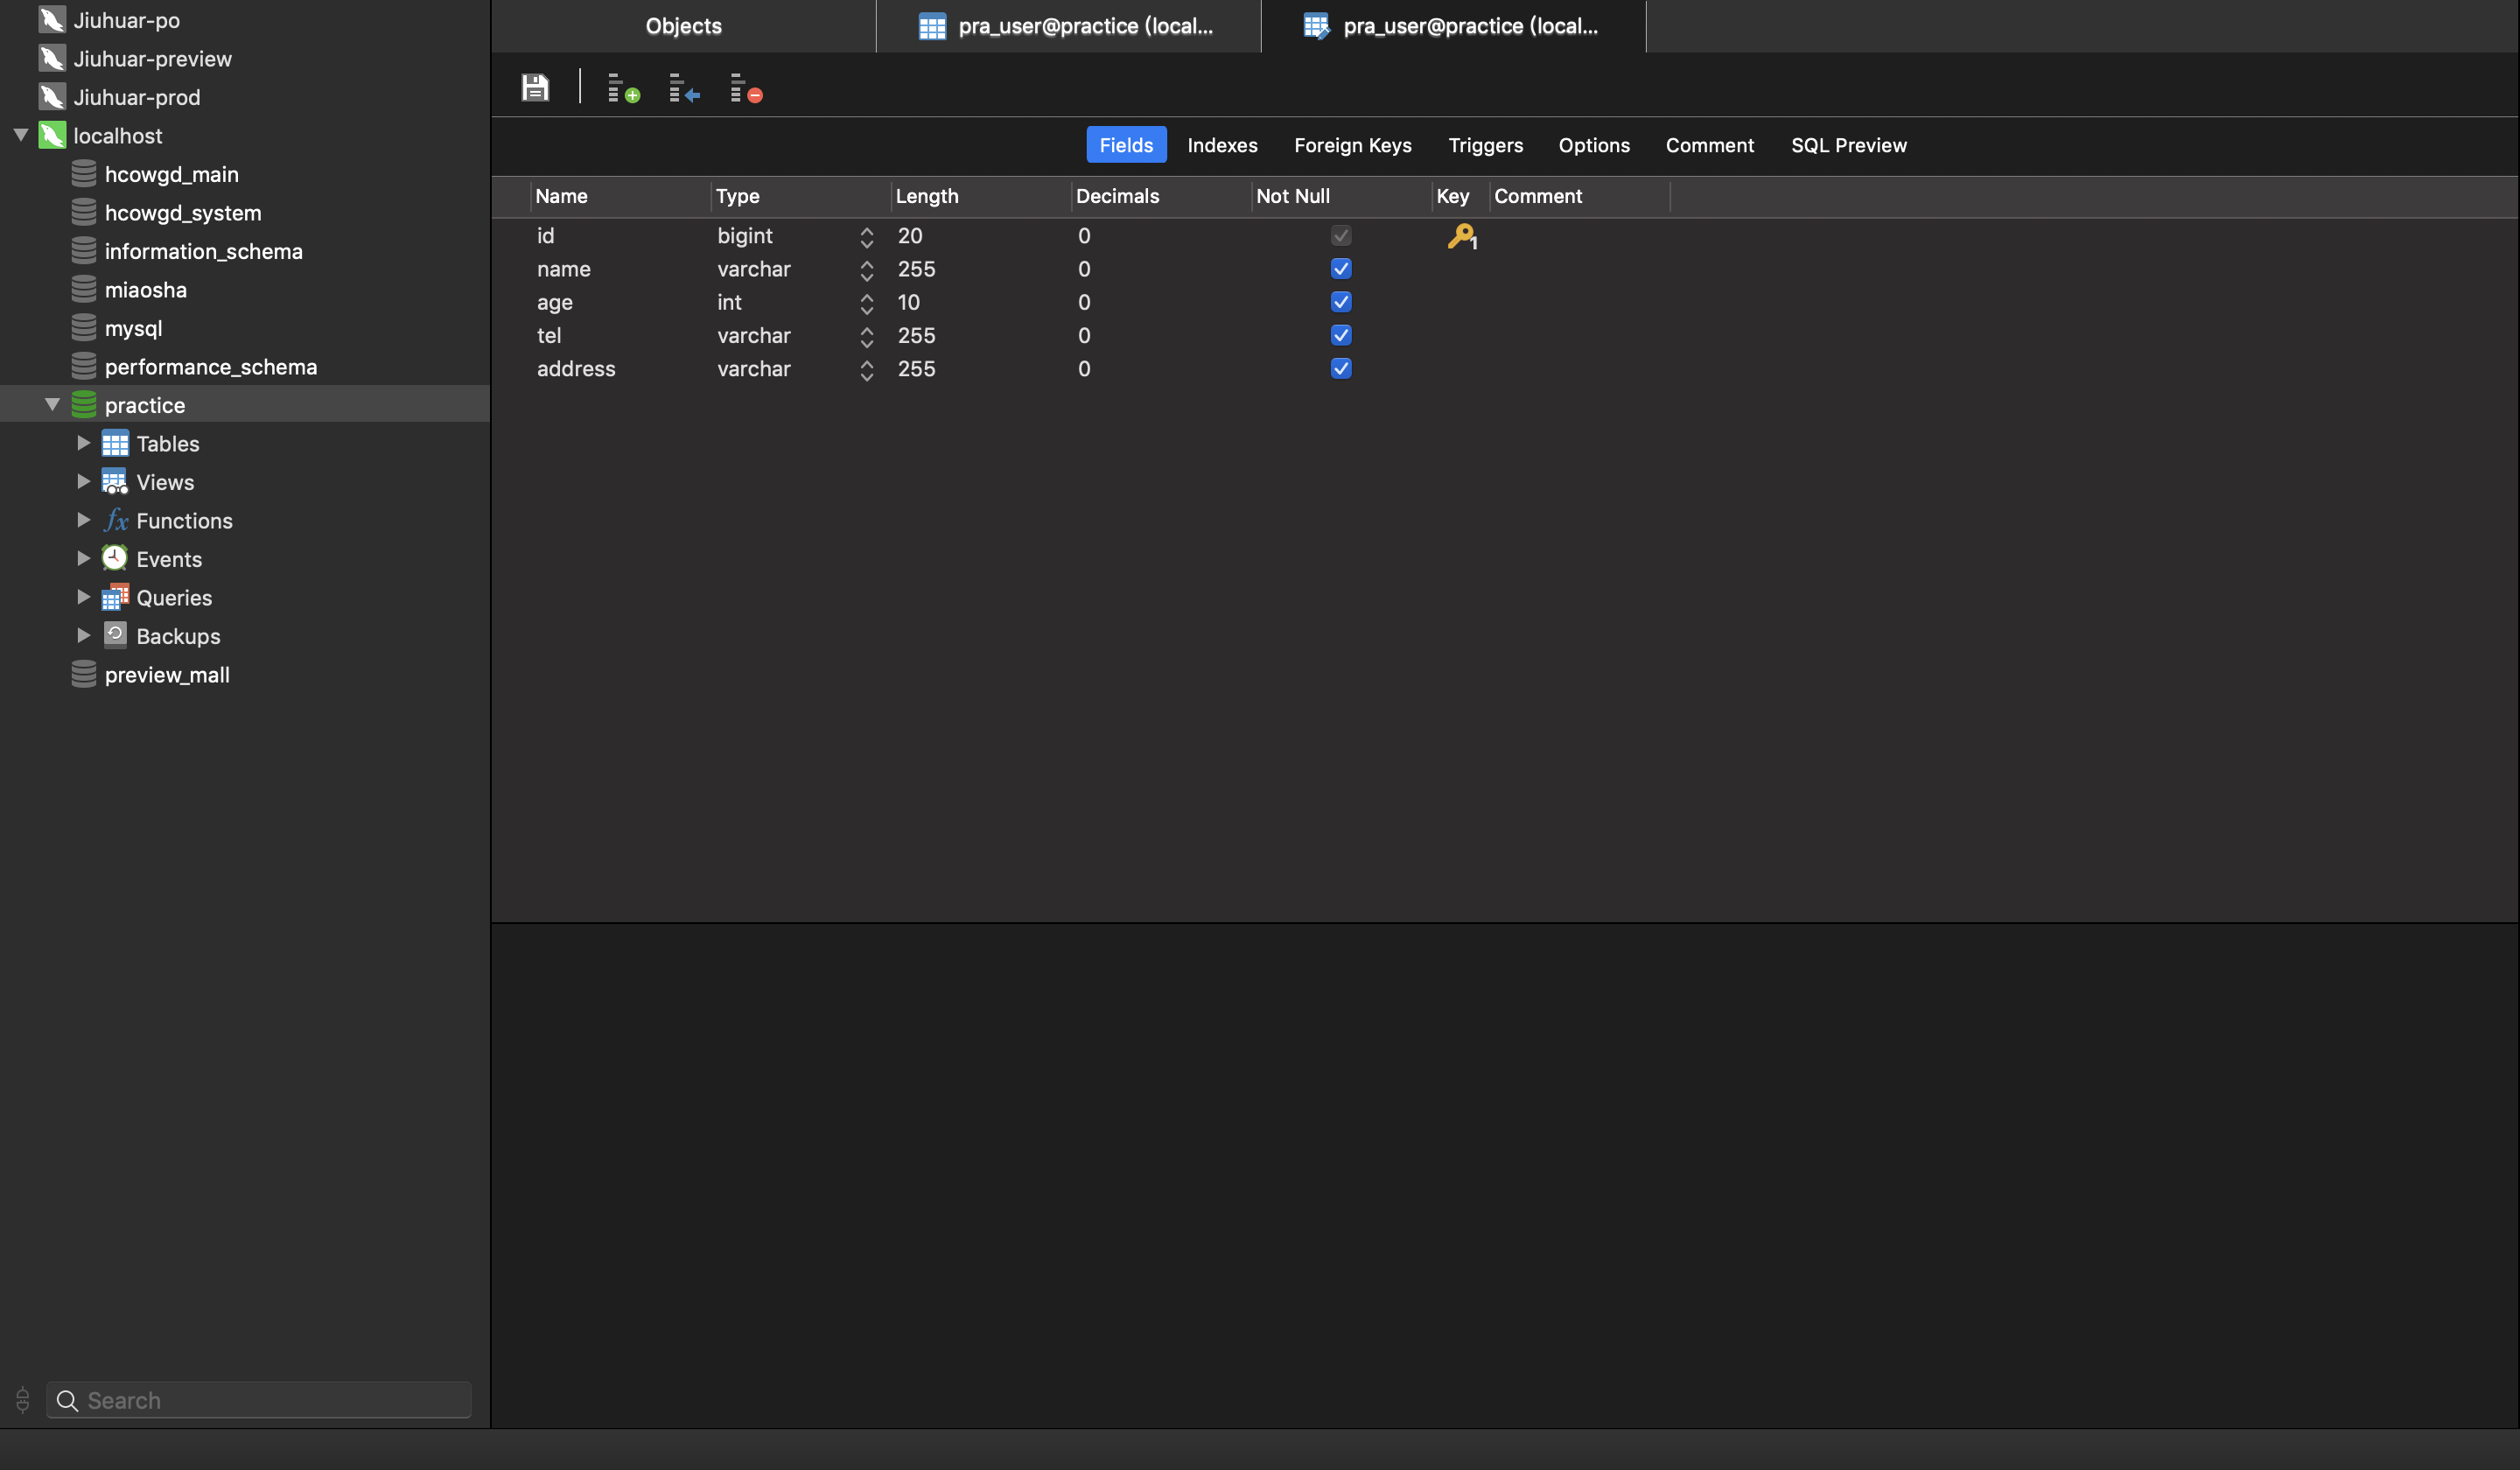 Jiuhuar-po
Jiuhuar-preview
Jiuhuar-prod
localhost
hcowgd_main
hcowgd_system
information_schema
miaosha
mysql
performance_schema
practice
Tables
Views
fx Functions
Events
Queries
Backups
preview_mall
Search
Objects pra_user@practice (local... pra_user@practice (local...
Fields Indexes Foreign Keys Triggers Options Comment SQL Preview
Name Type Length Decimals Not Null Key Comment
id bigint 20 0 1
name varchar 255 0
age int 10 0
tel varchar 255 0
address varchar 255 0